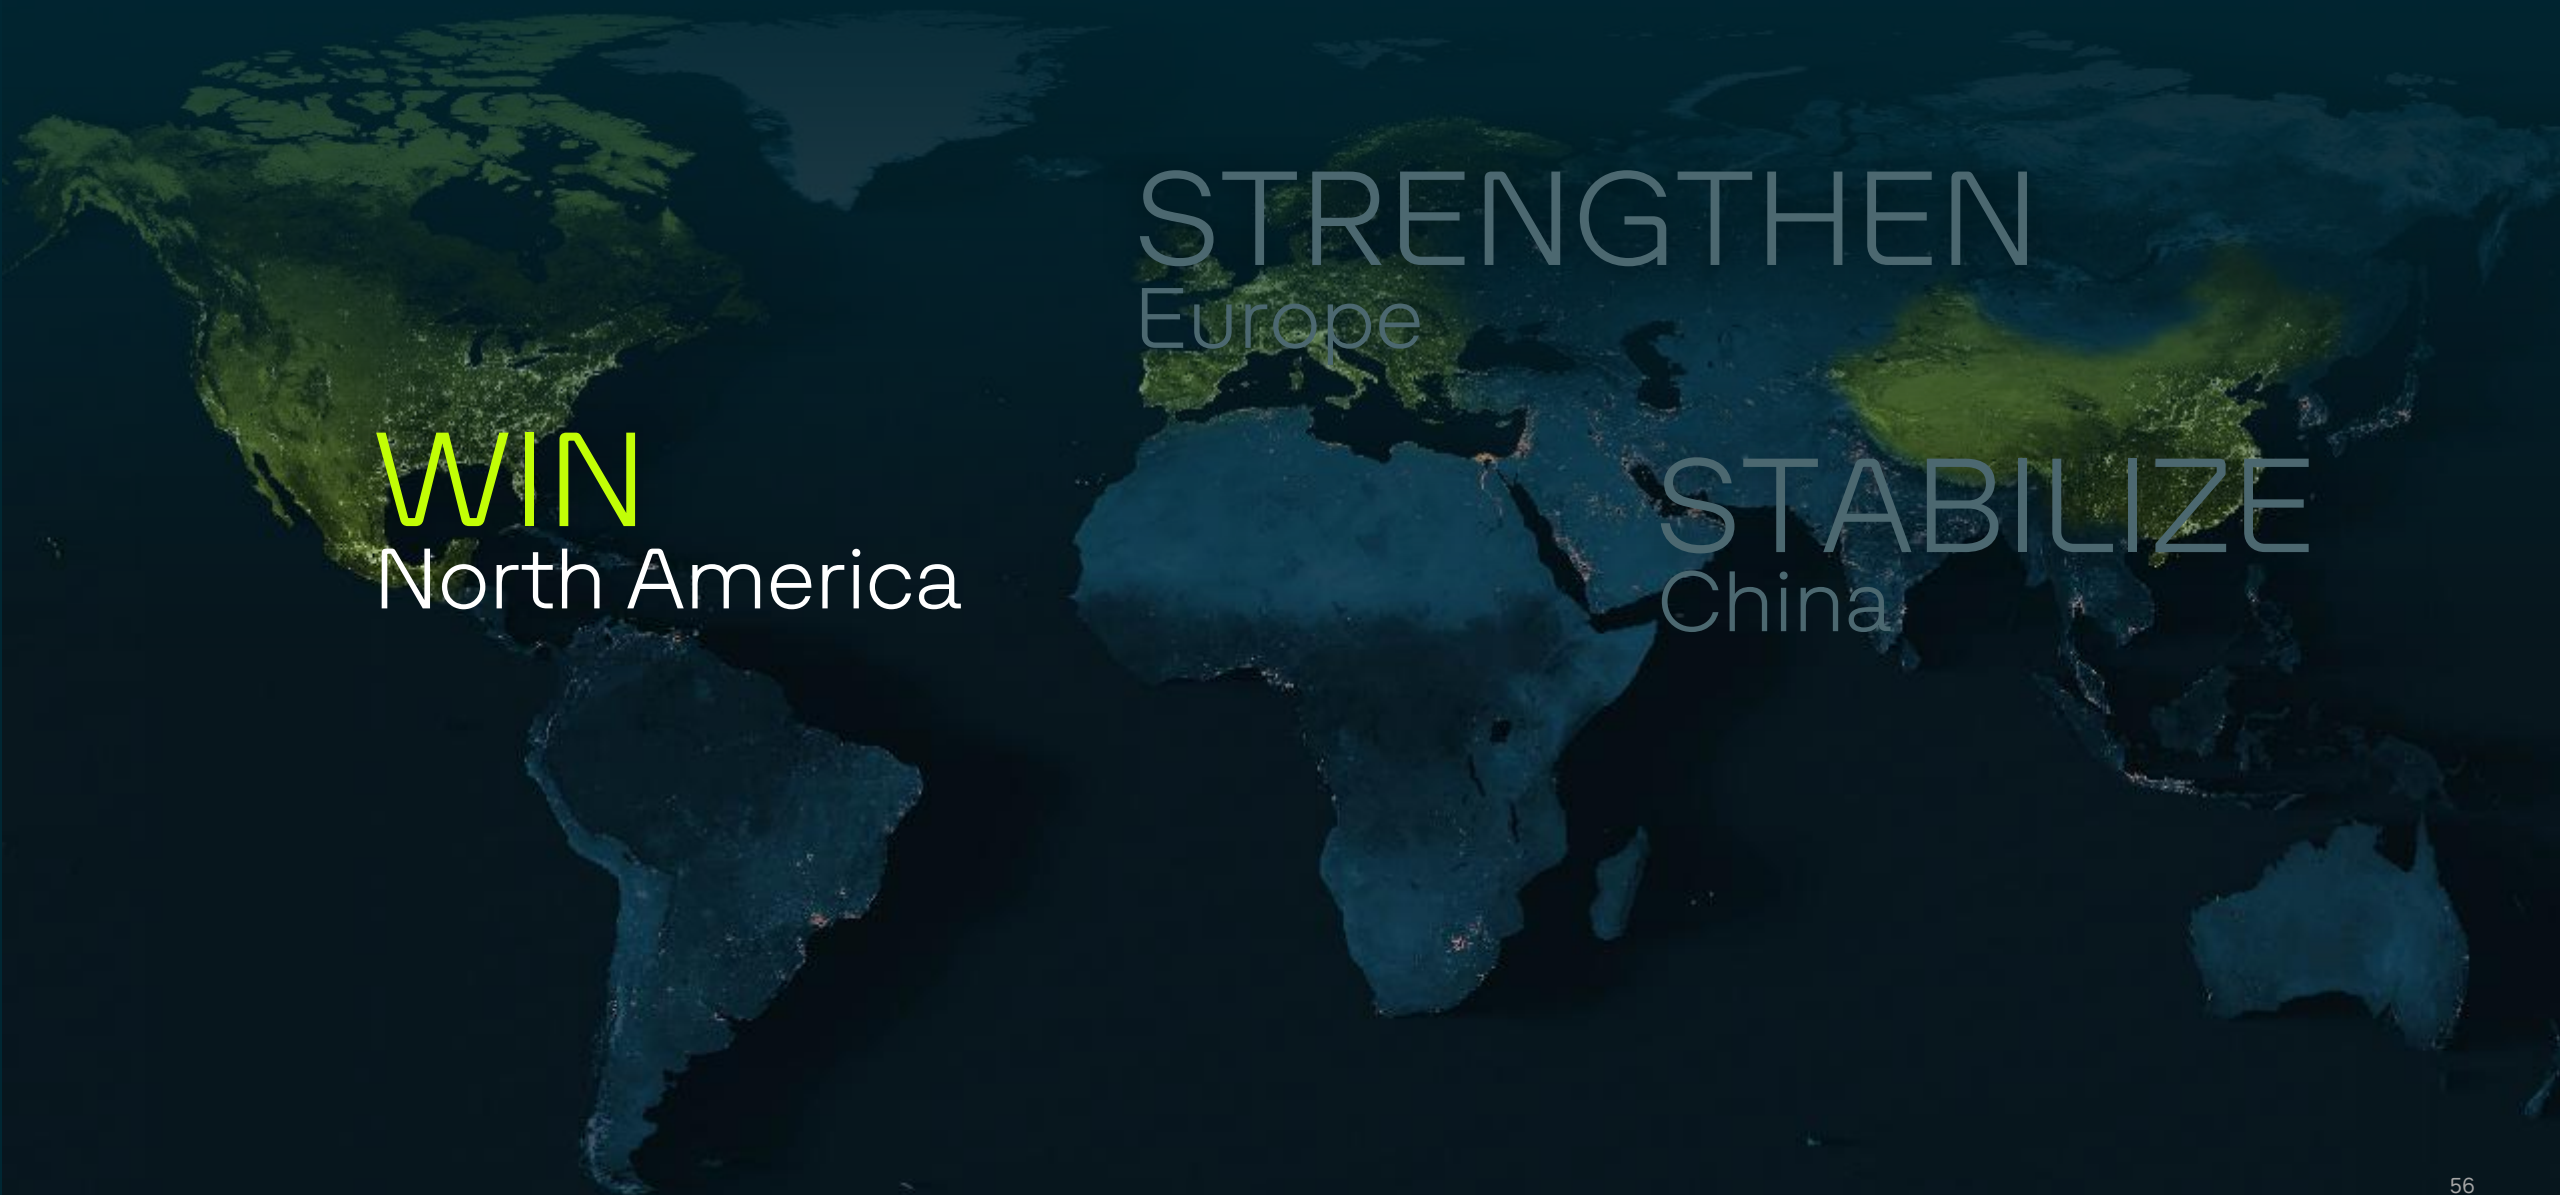 STRENGTHEN
Europe
WIN
North America
STABILIZE
China
56